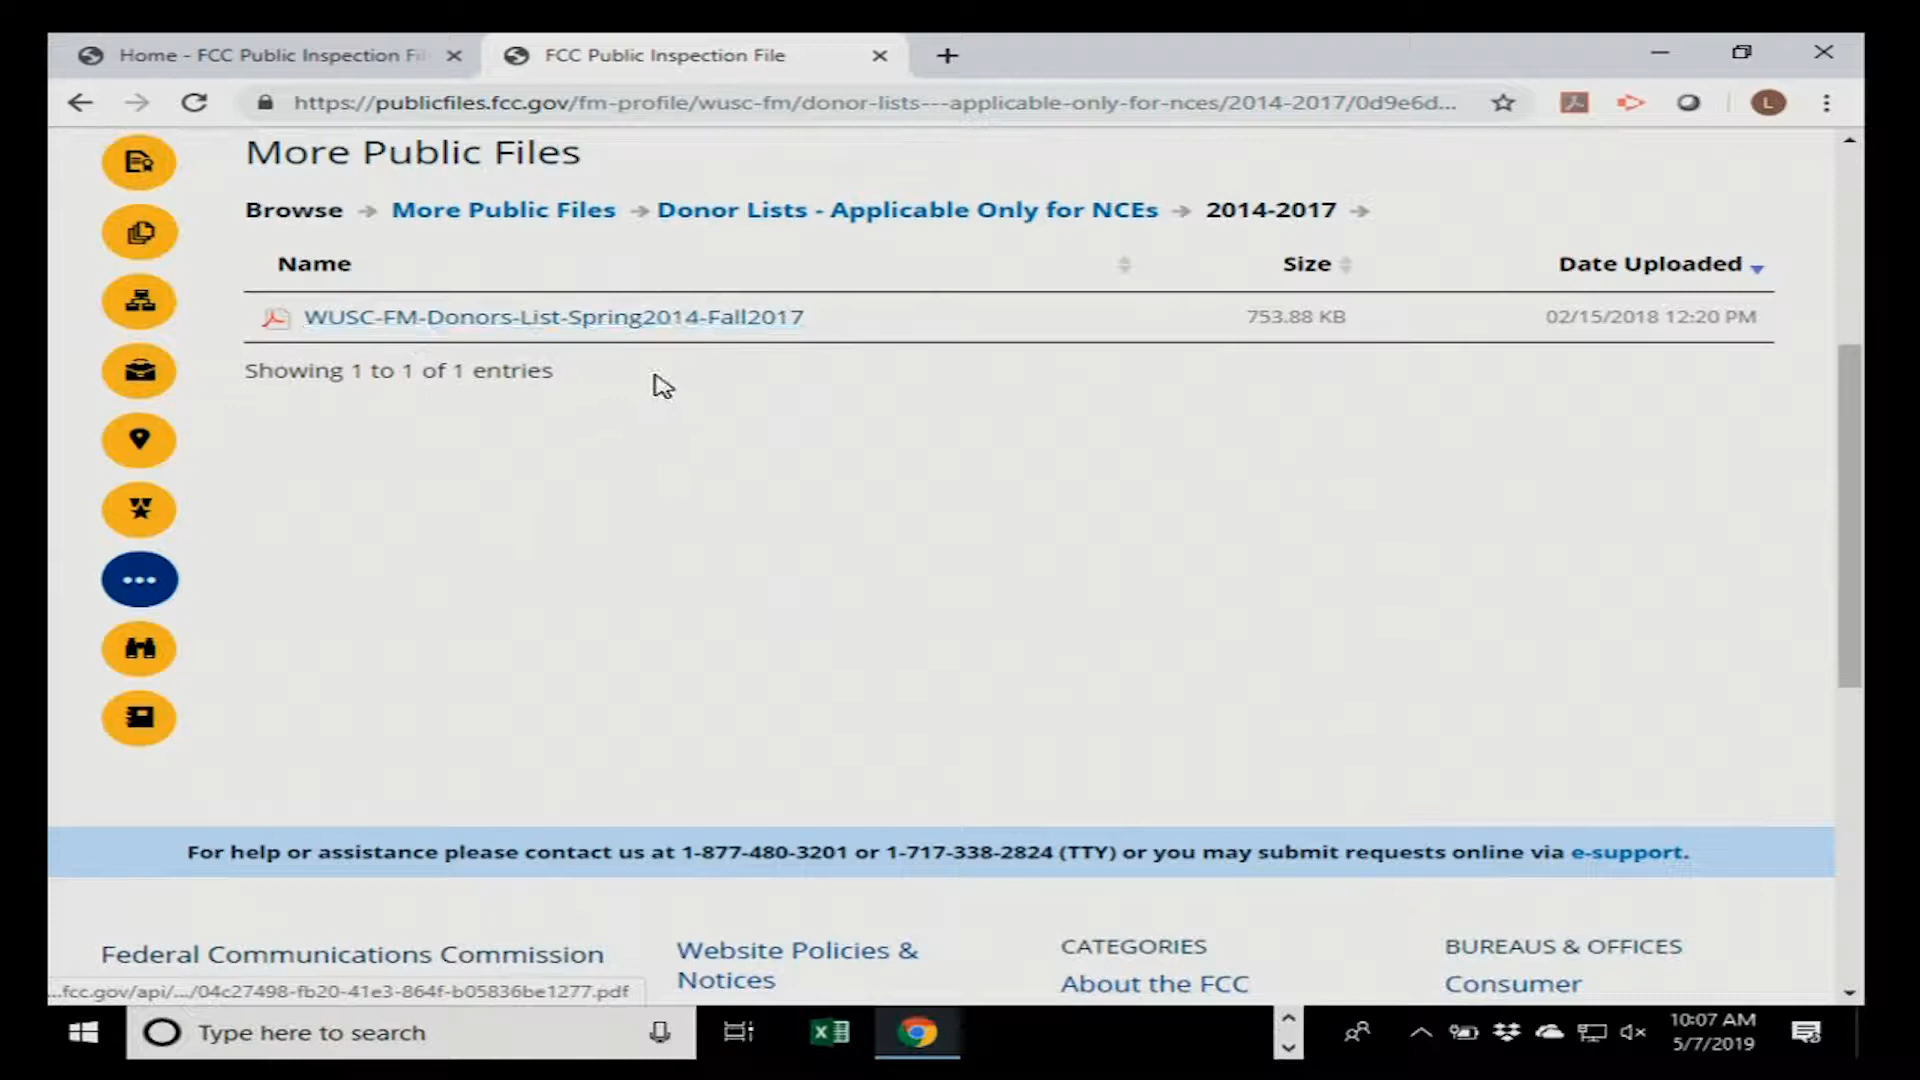 Home - FCC Public Inspection Fil
FCC Public Inspection File
https://publicfiles.fcc.gov/fm-profile/wusc-fm/donor-lists---applicable-only-for-nces/2014-2017/0d9e6d...
L
More Public Files
Browse → More Public Files → Donor Lists - Applicable Only for NCEs → 2014-2017 →
Name Size Date Uploaded
WUSC-FM-Donors-List-Spring2014-Fall2017 753.88 KB 02/15/2018 12:20 PM
Showing 1 to 1 of 1 entries
For help or assistance please contact us at 1-877-480-3201 or 1-717-338-2824 (TTY) or you may submit requests online via e-support.
Federal Communications Commission
Website Policies &
Notices
CATEGORIES
About the FCC
BUREAUS & OFFICES
Consumer
...fcc.gov/api/.../04c27498-fb20-41e3-864f-b05836be1277.pdf
Type here to search
10:07 AM
5/7/2019